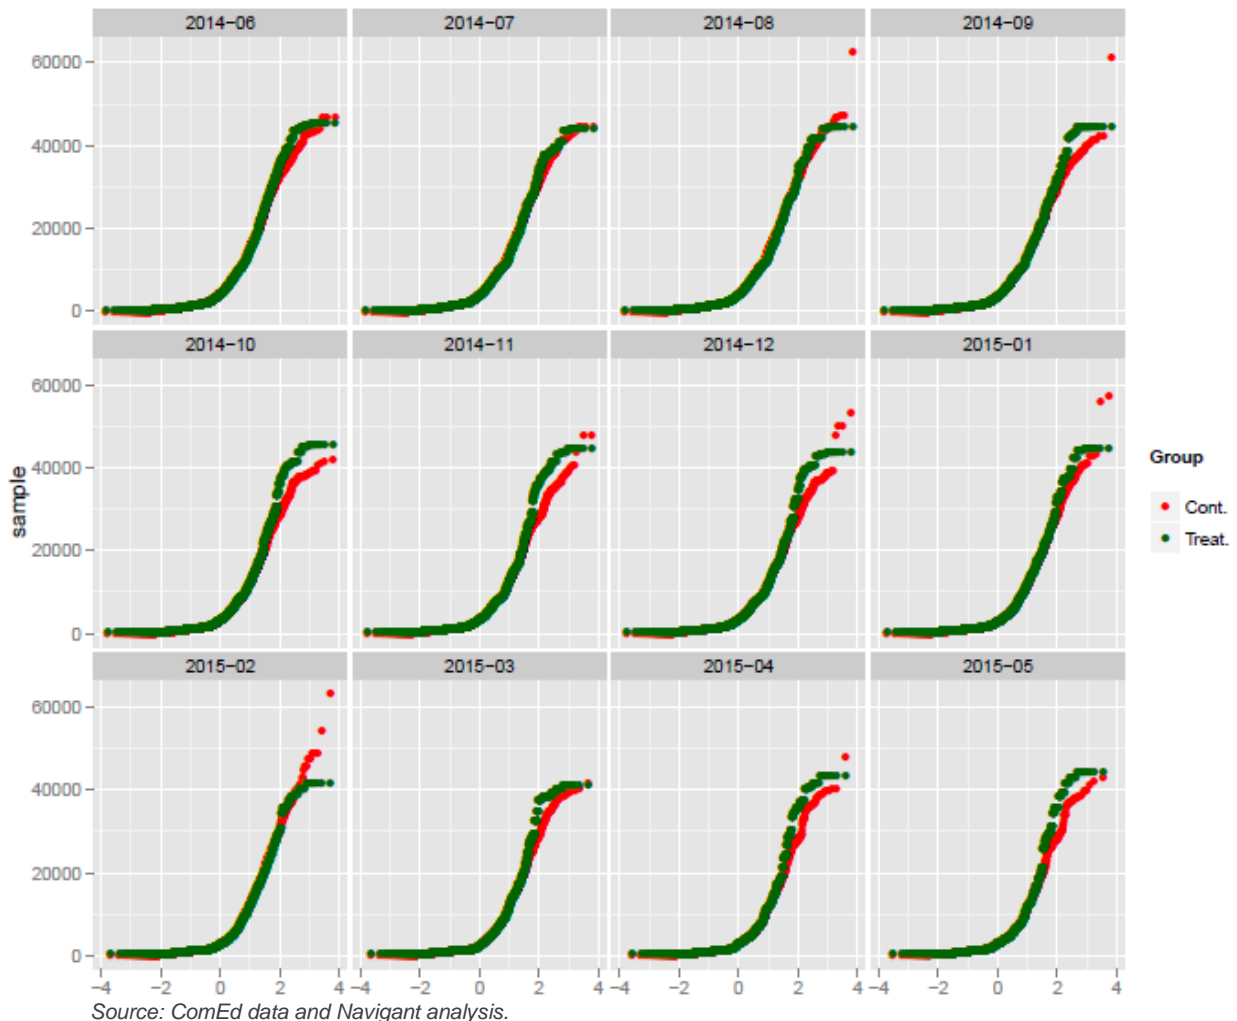 2014−06 2014−07 2014−08 2014−09
60000
40000
20000
0
2014−10 2014−11 2014−12 2015−01
60000
40000
20000
0
sample
Group
Cont.
Treat.
2015−02 2015−03 2015−04 2015−05
60000
40000
20000
0
−4 −2 0 2 4 −4 −2 0 2 4 −4 −2 0 2 4 −4 −2 0 2 4
Source: ComEd data and Navigant analysis.